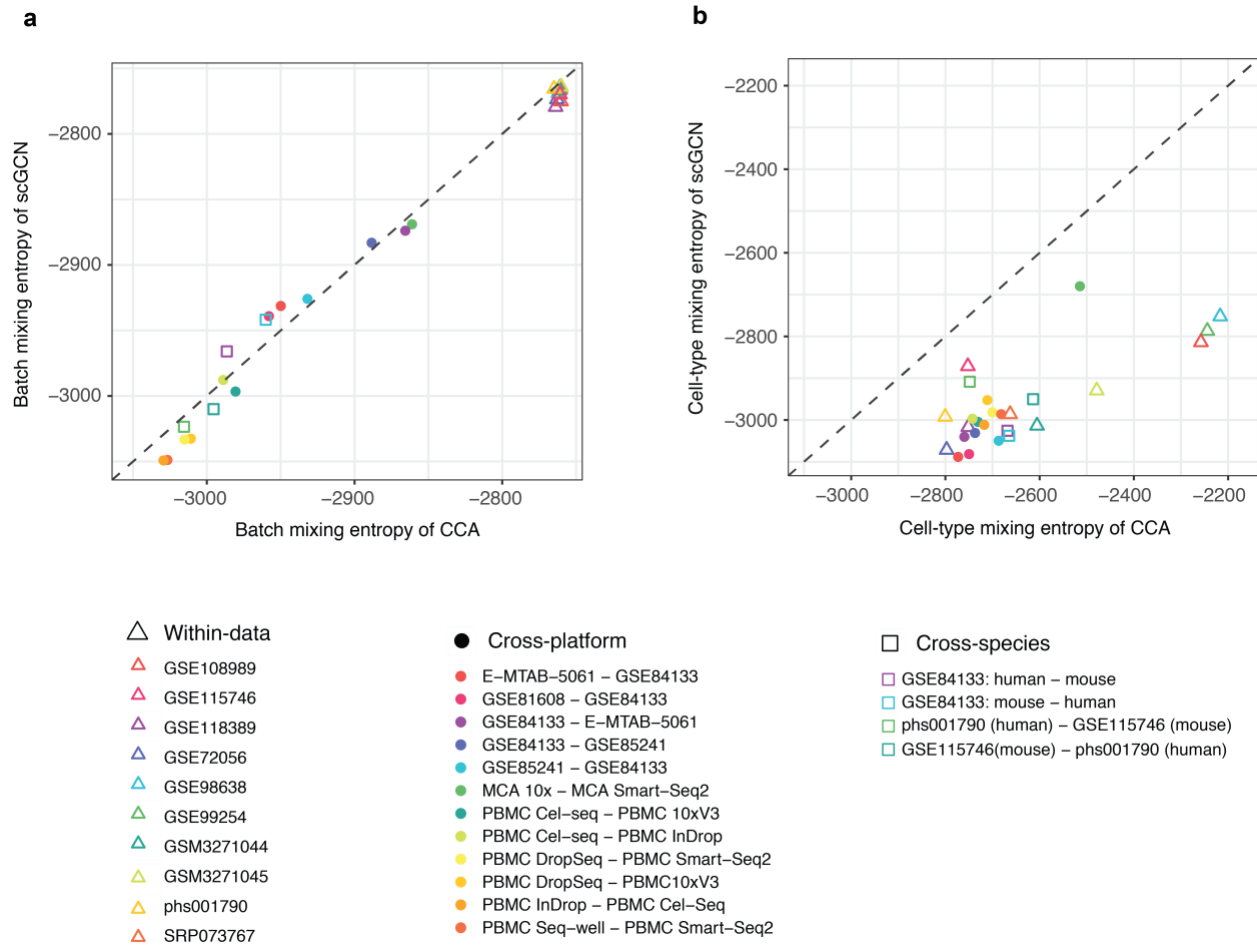 a
b
−2800
−2900
−3000
Batch mixing entropy of scGCN
−3000
−2900
−2800
Batch mixing entropy of CCA
−2200
−2400
−2600
−2800
−3000
Cell−type mixing entropy of scGCN
−3000
−2800
−2600
−2400
−2200
Cell−type mixing entropy of CCA
Within−data
GSE108989
GSE115746
GSE118389
GSE72056
GSE98638
GSE99254
GSM3271044
GSM3271045
phs001790
SRP073767
Cross−platform
E−MTAB−5061 − GSE84133
GSE81608 − GSE84133
GSE84133 − E−MTAB−5061
GSE84133 − GSE85241
GSE85241 − GSE84133
MCA 10x − MCA Smart−Seq2
PBMC Cel−seq − PBMC 10xV3
PBMC Cel−seq − PBMC InDrop
PBMC DropSeq − PBMC Smart−Seq2
PBMC DropSeq − PBMC10xV3
PBMC InDrop − PBMC Cel−Seq
PBMC Seq−well − PBMC Smart−Seq2
Cross−species
GSE84133: human − mouse
GSE84133: mouse − human
phs001790 (human) − GSE115746 (mouse)
GSE115746(mouse) − phs001790 (human)